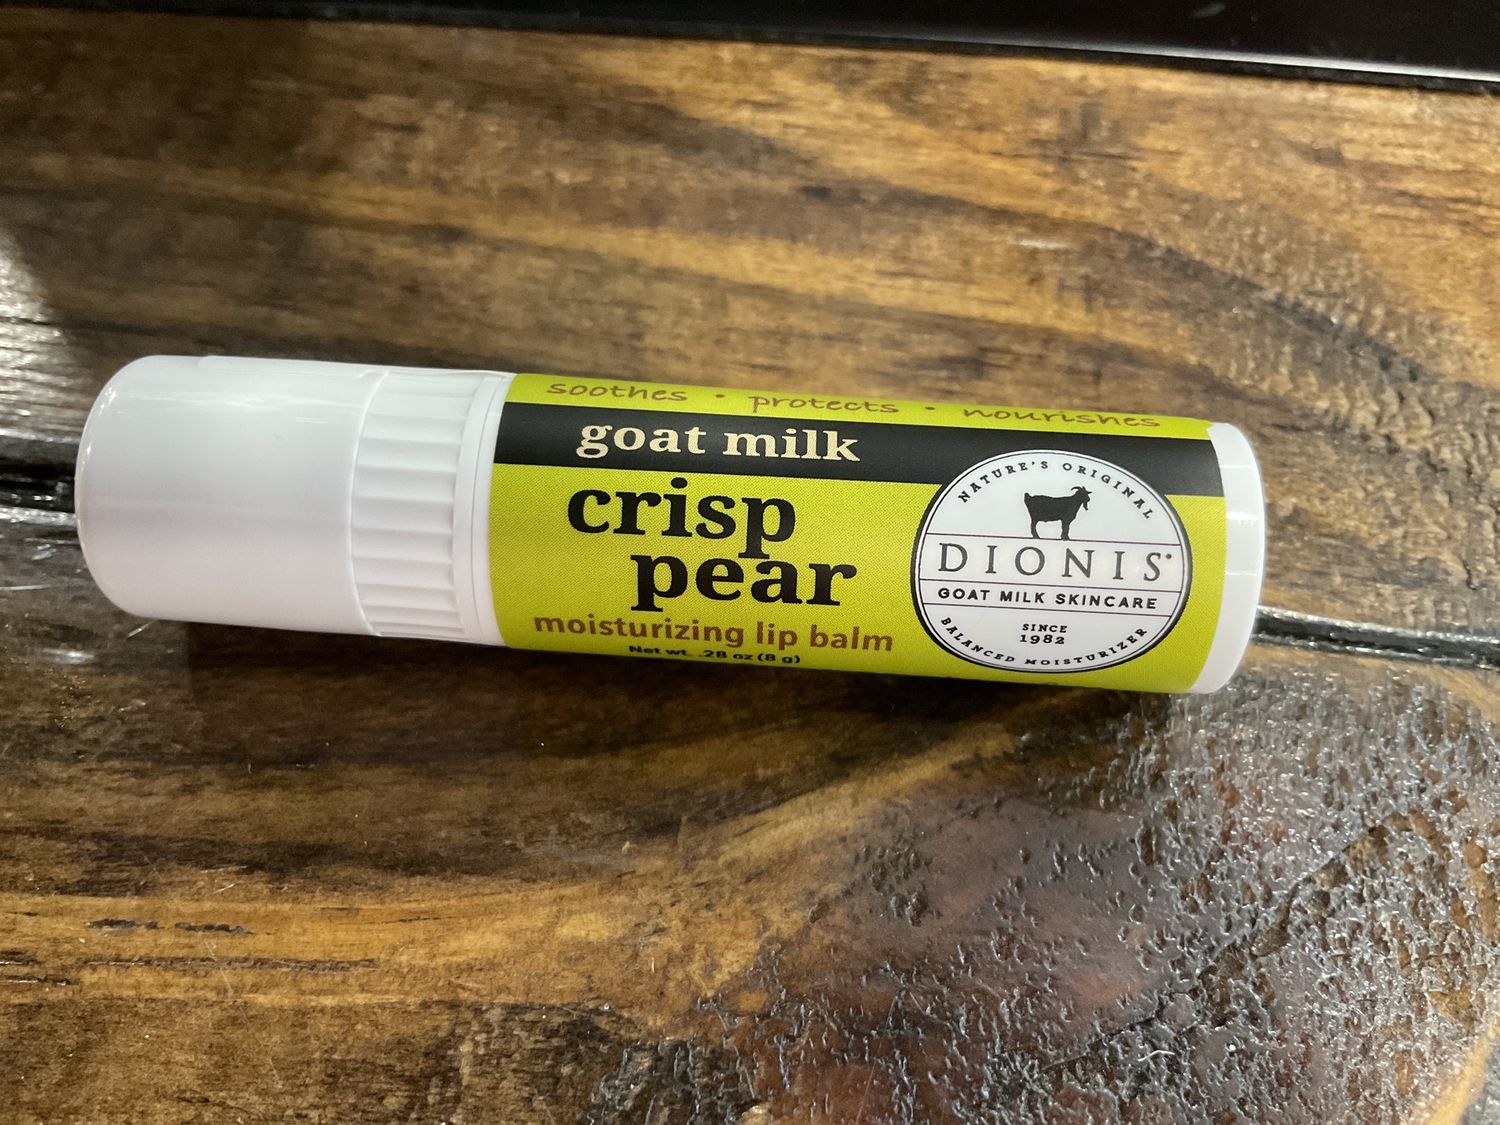 soothes · protects · nourishes
goat milk
crisp
pear
moisturizing lip balm
Net wt. .28 oz (8 g)
NATURE'S ORIGINAL
DIONIS®
GOAT MILK SKINCARE
SINCE
1982
BALANCED MOISTURIZER